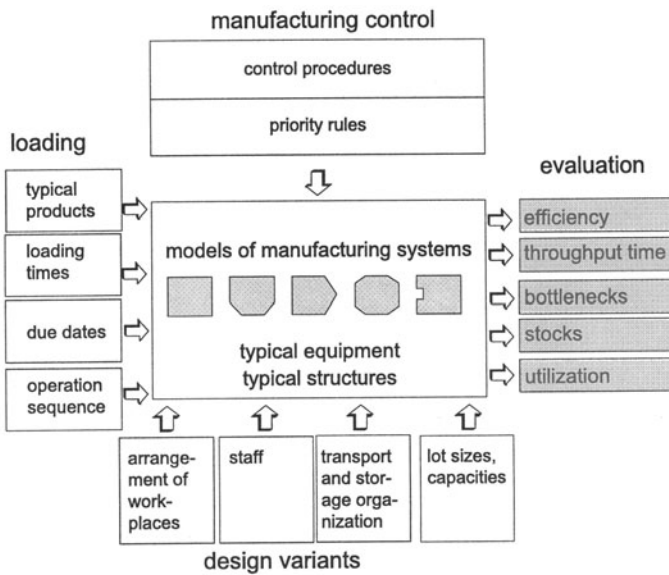 manufacturing control
control procedures
priority rules
loading
typical
products
loading
times
due dates
operation
sequence
models of manufacturing systems
typical equipment
typical structures
evaluation
efficiency
throughput time
bottlenecks
stocks
utilization
arrange-
ment of
work-
places
staff
transport
and stor-
age orga-
nization
lot sizes,
capacities
design variants